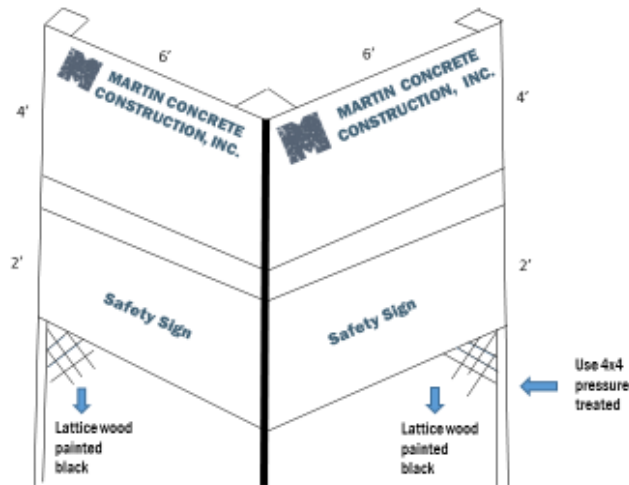 6'
6'
M MARTIN CONCRETE
CONSTRUCTION, INC.
M MARTIN CONCRETE
CONSTRUCTION, INC.
4'
4'
2'
2'
Safety Sign
Safety Sign
Use 4x4
pressure
treated
Lattice wood
painted
black
Lattice wood
painted
black